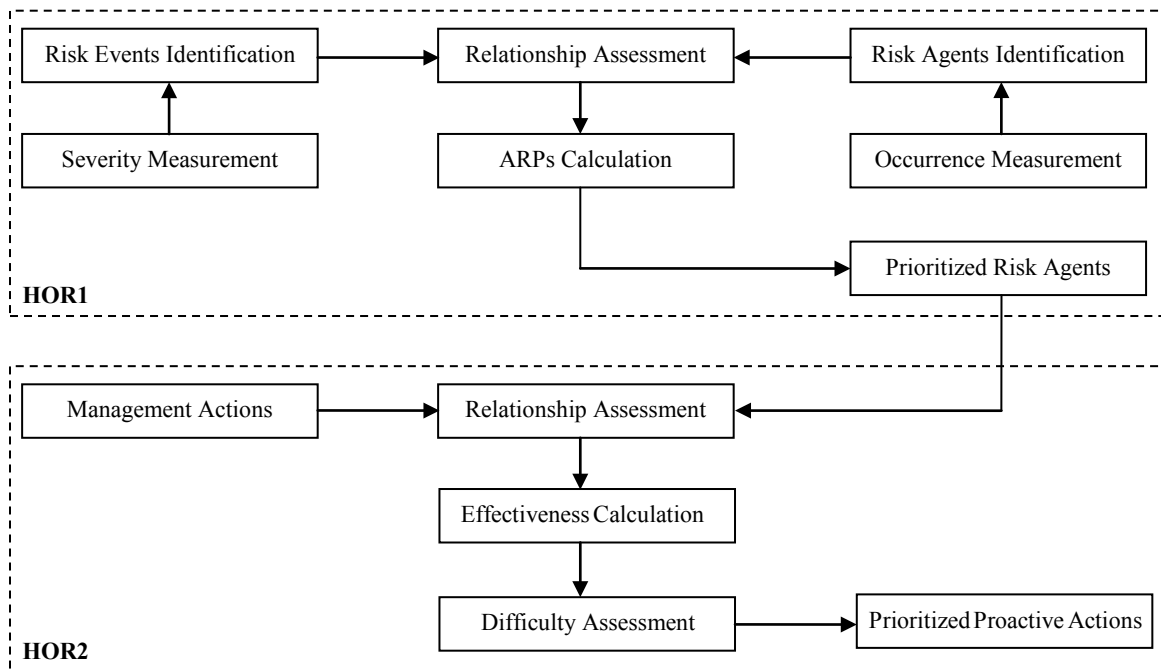 Risk Events Identification
Relationship Assessment
Risk Agents Identification
Severity Measurement
ARPs Calculation
Occurrence Measurement
Prioritized Risk Agents
HOR1
Management Actions
Relationship Assessment
Effectiveness Calculation
Difficulty Assessment
Prioritized Proactive Actions
HOR2